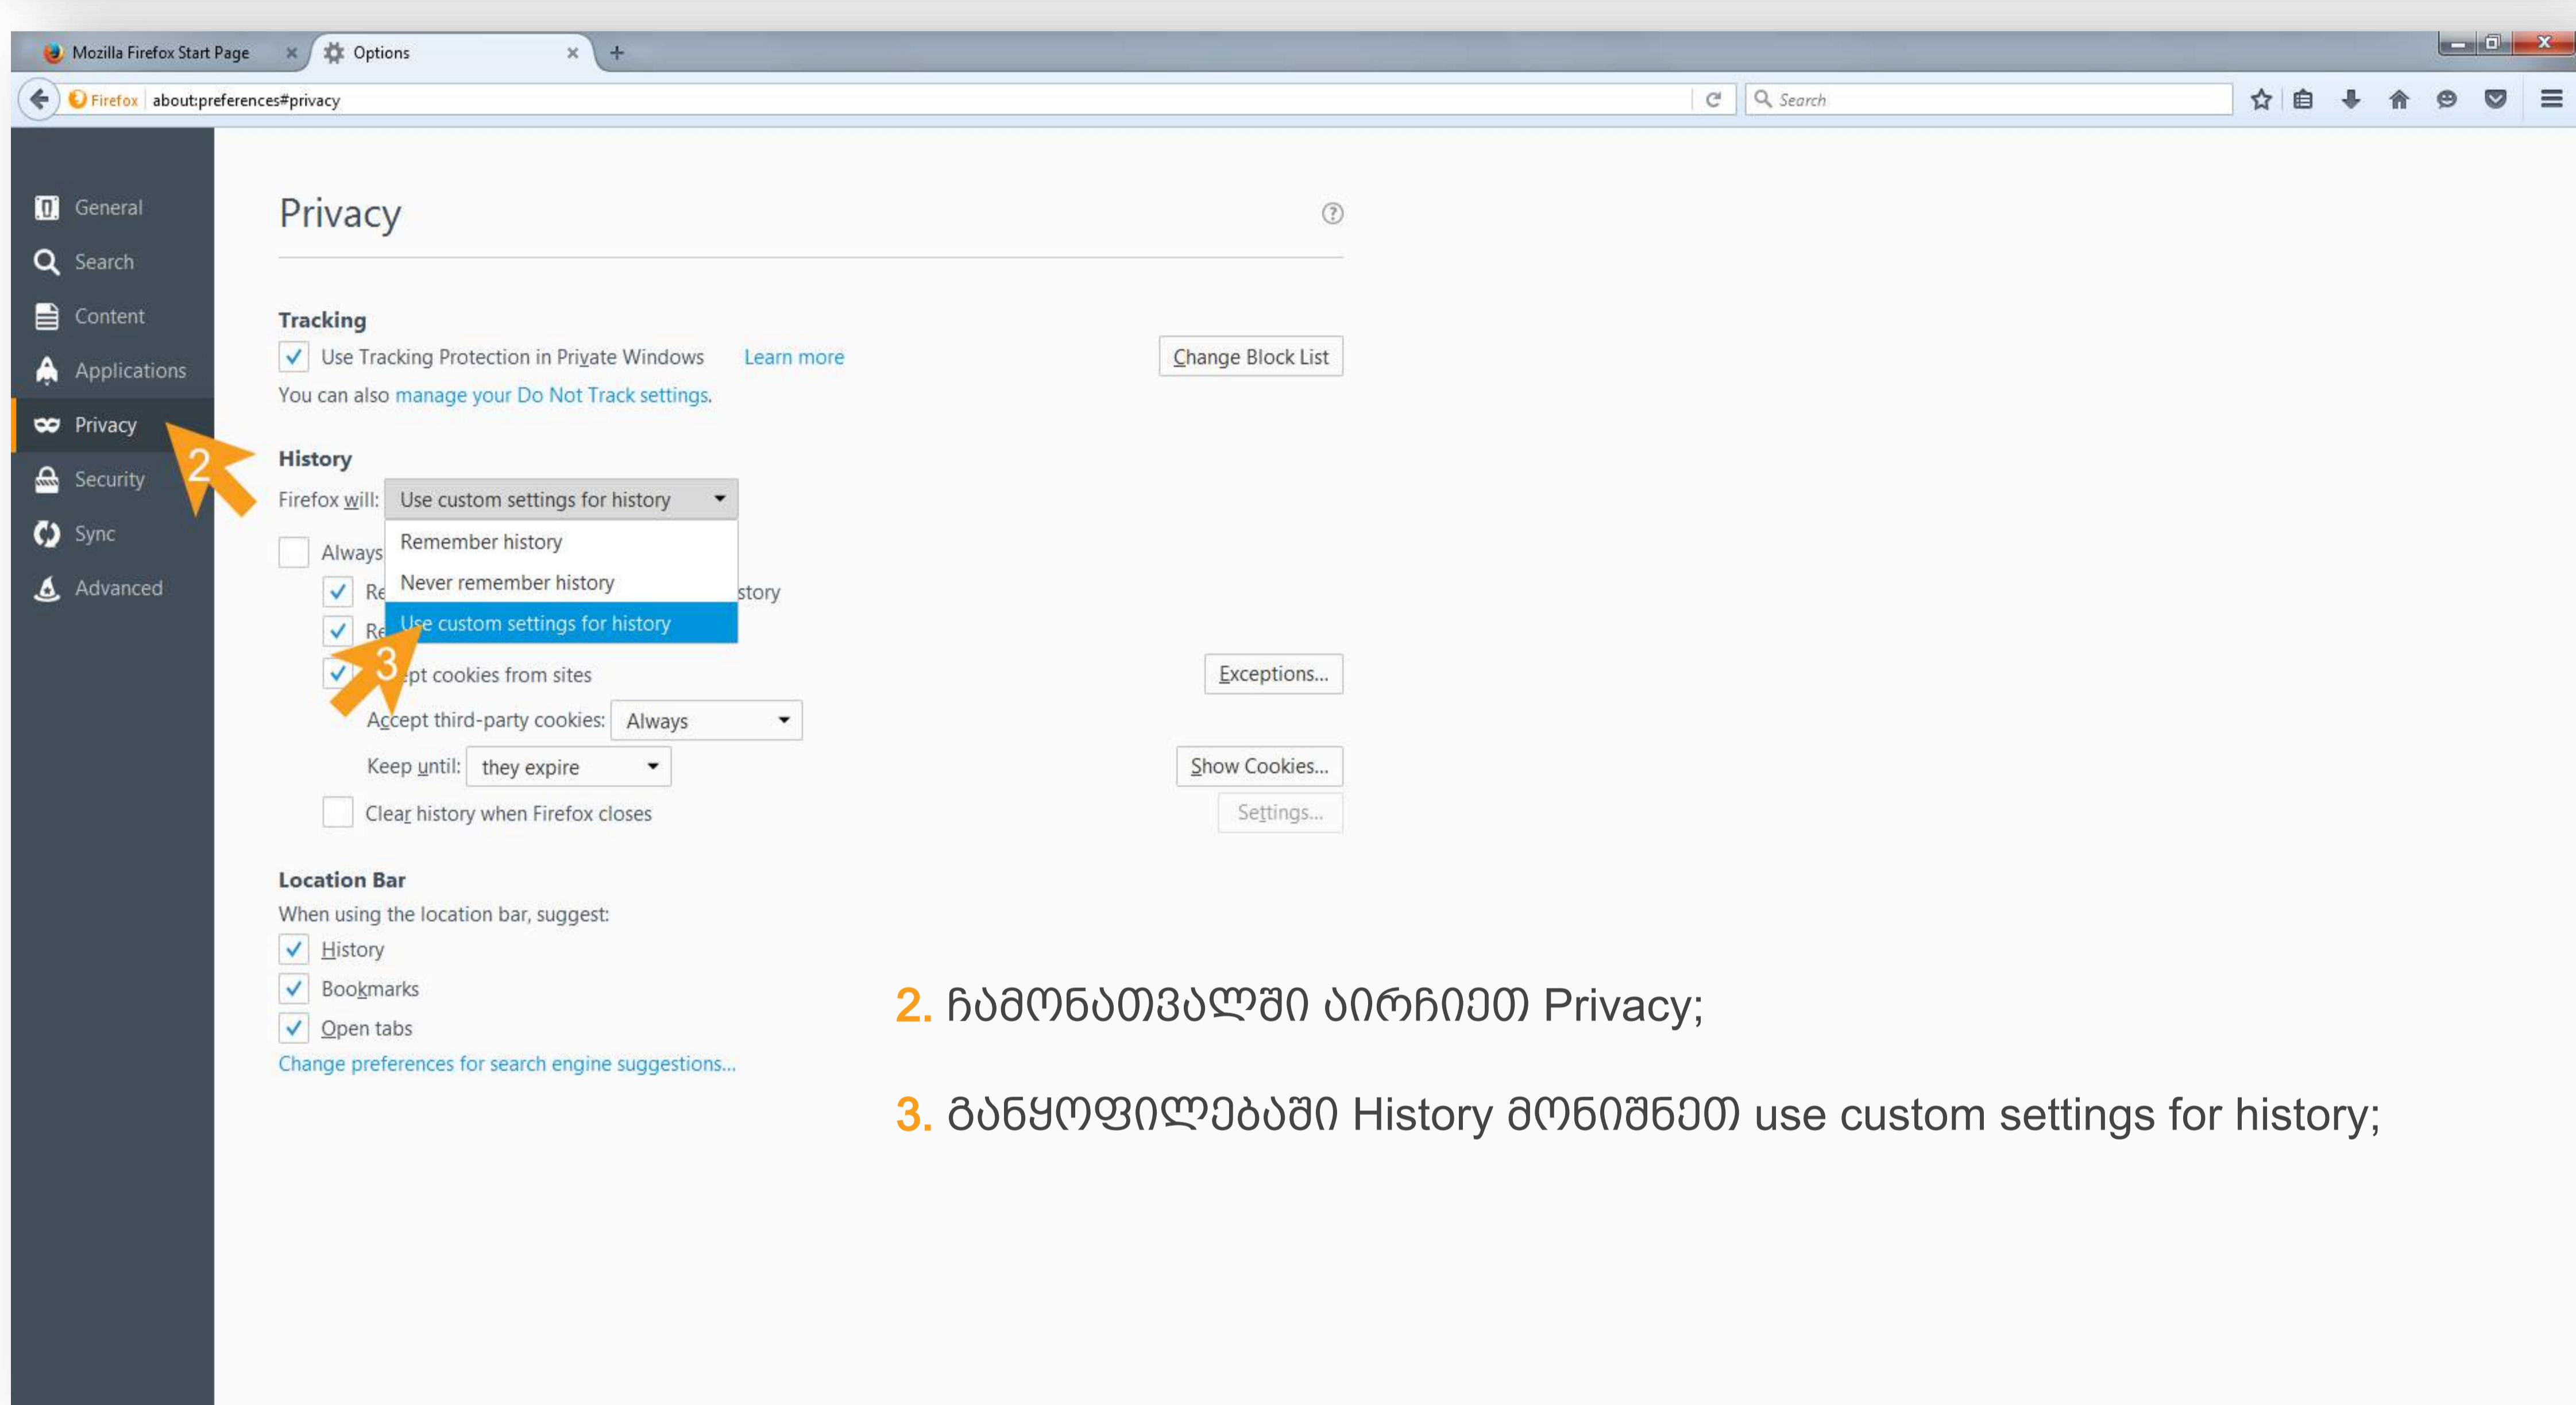 Mozilla Firefox Start Page
Options
Firefox about:preferences#privacy
Search
General
Search
Content
Applications
Privacy
Security
Sync
Advanced
2
Privacy
Tracking
Use Tracking Protection in Private Windows Learn more
Change Block List
You can also manage your Do Not Track settings.
History
Firefox will: Use custom settings for history
Remember history
Never remember history
Use custom settings for history
Always
Re
story
Re
3
ept cookies from sites
Exceptions...
Accept third-party cookies: Always
Keep until: they expire
Show Cookies...
Clear history when Firefox closes
Settings...
Location Bar
When using the location bar, suggest:
History
Bookmarks
Open tabs
Change preferences for search engine suggestions...
2. ჩამონათვალში აირჩიეთ Privacy;
3. განყოფილებაში History მონიშნეთ use custom settings for history;